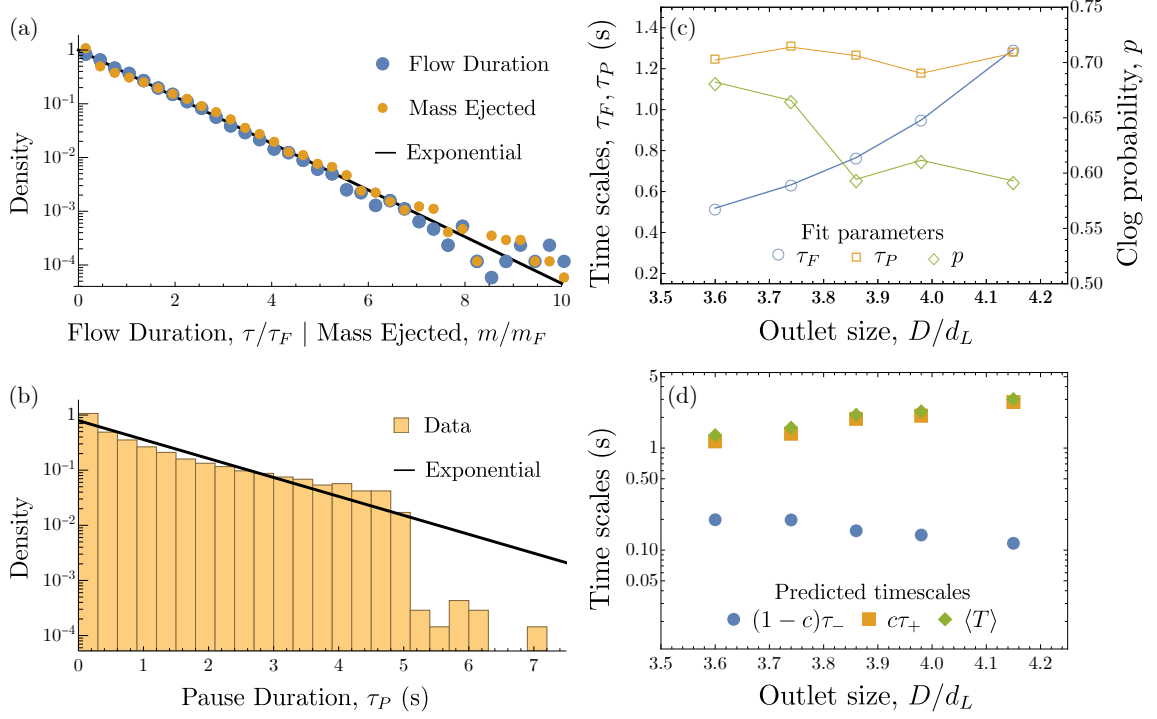 (a)
1
10⁻¹
10⁻²
10⁻³
10⁻⁴
Density
Flow Duration
Mass Ejected
Exponential
0 2 4 6 8 10
Flow Duration, τ/τ_F | Mass Ejected, m/m_F
(b)
1
10⁻¹
10⁻²
10⁻³
10⁻⁴
Density
Data
Exponential
0 1 2 3 4 5 6 7
Pause Duration, τ_P (s)
(c)
1.4
1.2
1.0
0.8
0.6
0.4
0.2
Time scales, τ_F, τ_P (s)
0.75
0.70
0.65
0.60
0.55
0.50
Clog probability, p
Fit parameters
τ_F τ_P p
3.5 3.6 3.7 3.8 3.9 4.0 4.1 4.2
Outlet size, D/d_L
(d)
5
1
0.10
0.05
Time scales (s)
Predicted timescales
(1 − c)τ₋ cτ₊ ⟨T⟩
3.5 3.6 3.7 3.8 3.9 4.0 4.1 4.2
Outlet size, D/d_L